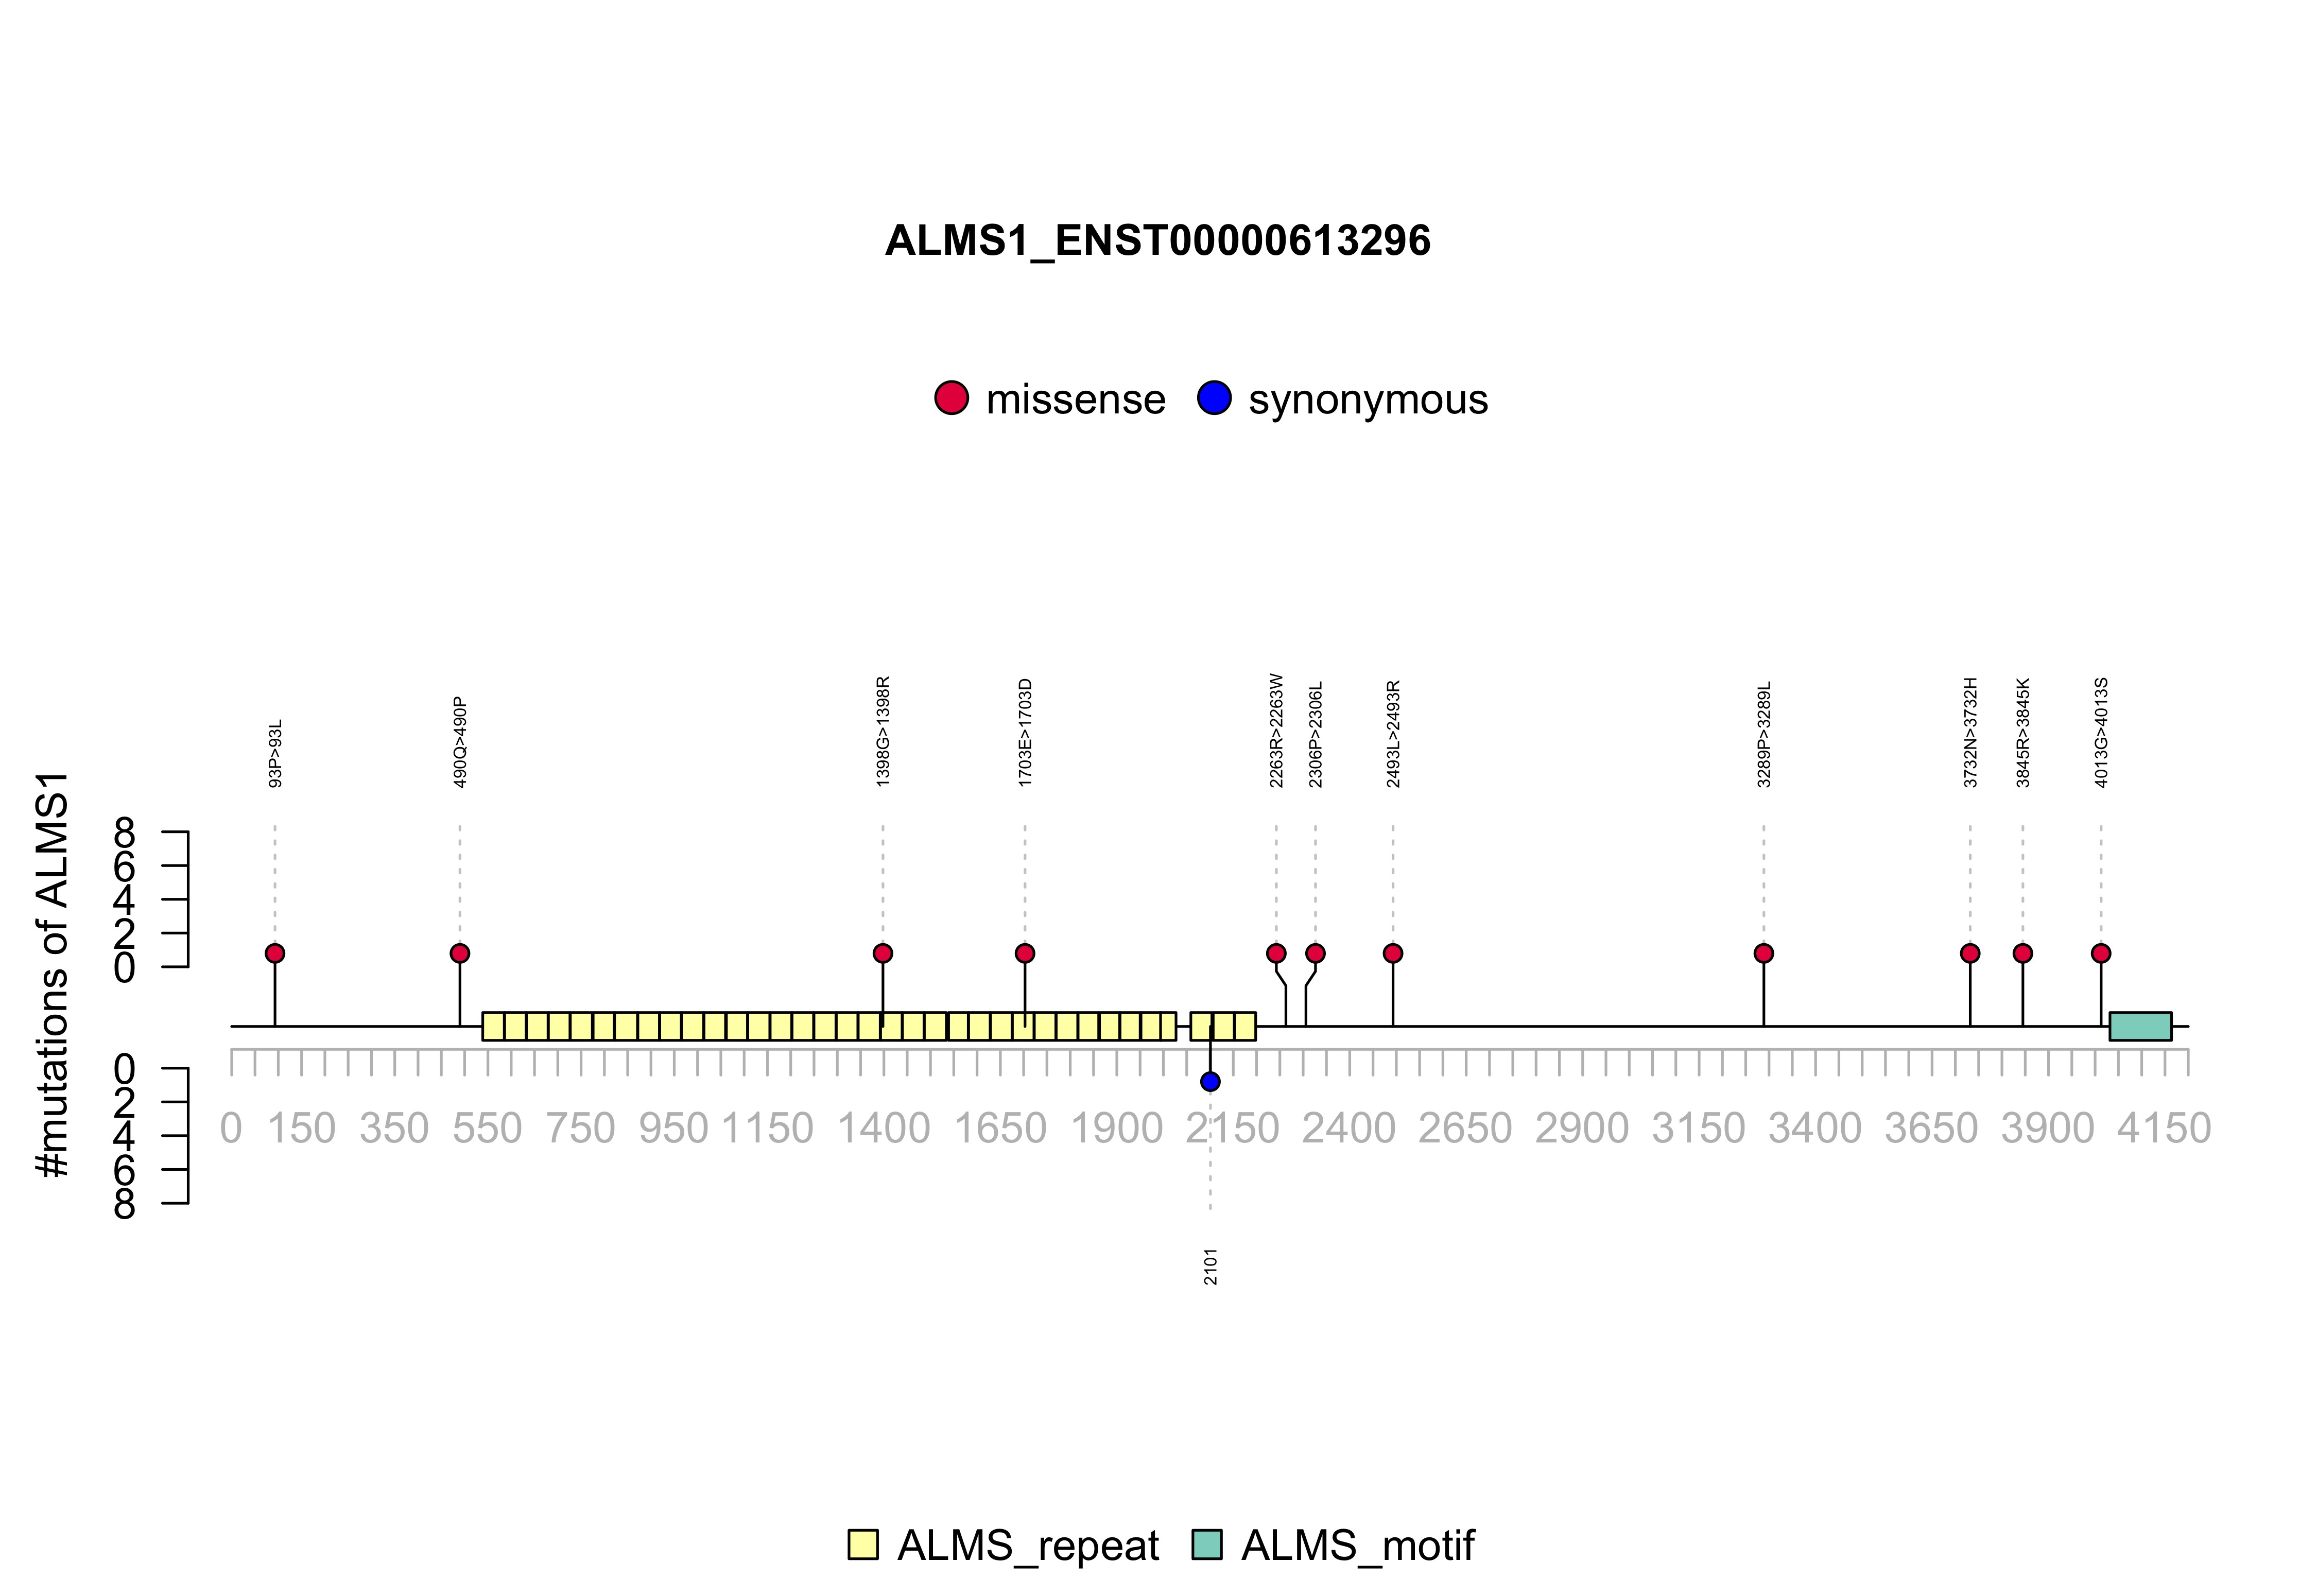 ALMS1_ENST00000613296
missense synonymous
93P>93L
490Q>490P
1398G>1398R
1703E>1703D
2263R>2263W
2306P>2306L
2493L>2493R
3289P>3289L
3732N>3732H
3845R>3845K
4013G>4013S
#mutations of ALMS1
8
6
4
2
0
0
2
4
6
8
0 150 350 550 750 950 1150 1400 1650 1900 2150 2400 2650 2900 3150 3400 3650 3900 4150
2101
ALMS_repeat ALMS_motif